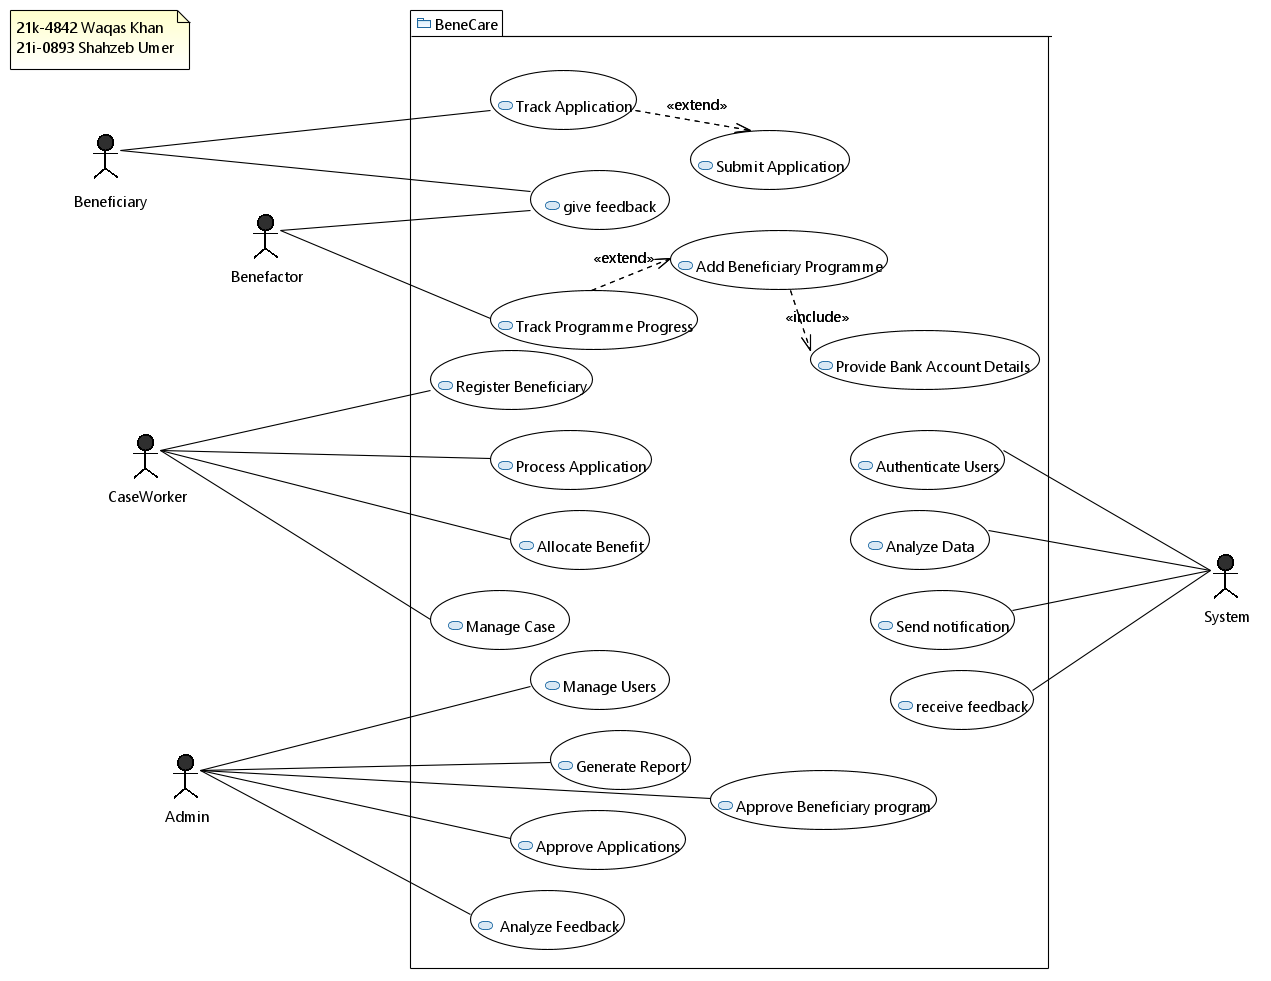 21k-4842 Waqas Khan
21i-0893 Shahzeb Umer
BeneCare
Track Application
«extend»
Submit Application
Beneficiary
give feedback
Benefactor
«extend»
Add Beneficiary Programme
Track Programme Progress
«include»
Provide Bank Account Details
Register Beneficiary
CaseWorker
Process Application
Authenticate Users
Allocate Benefit
Analyze Data
System
Manage Case
Send notification
Manage Users
receive feedback
Generate Report
Admin
Approve Beneficiary program
Approve Applications
Analyze Feedback